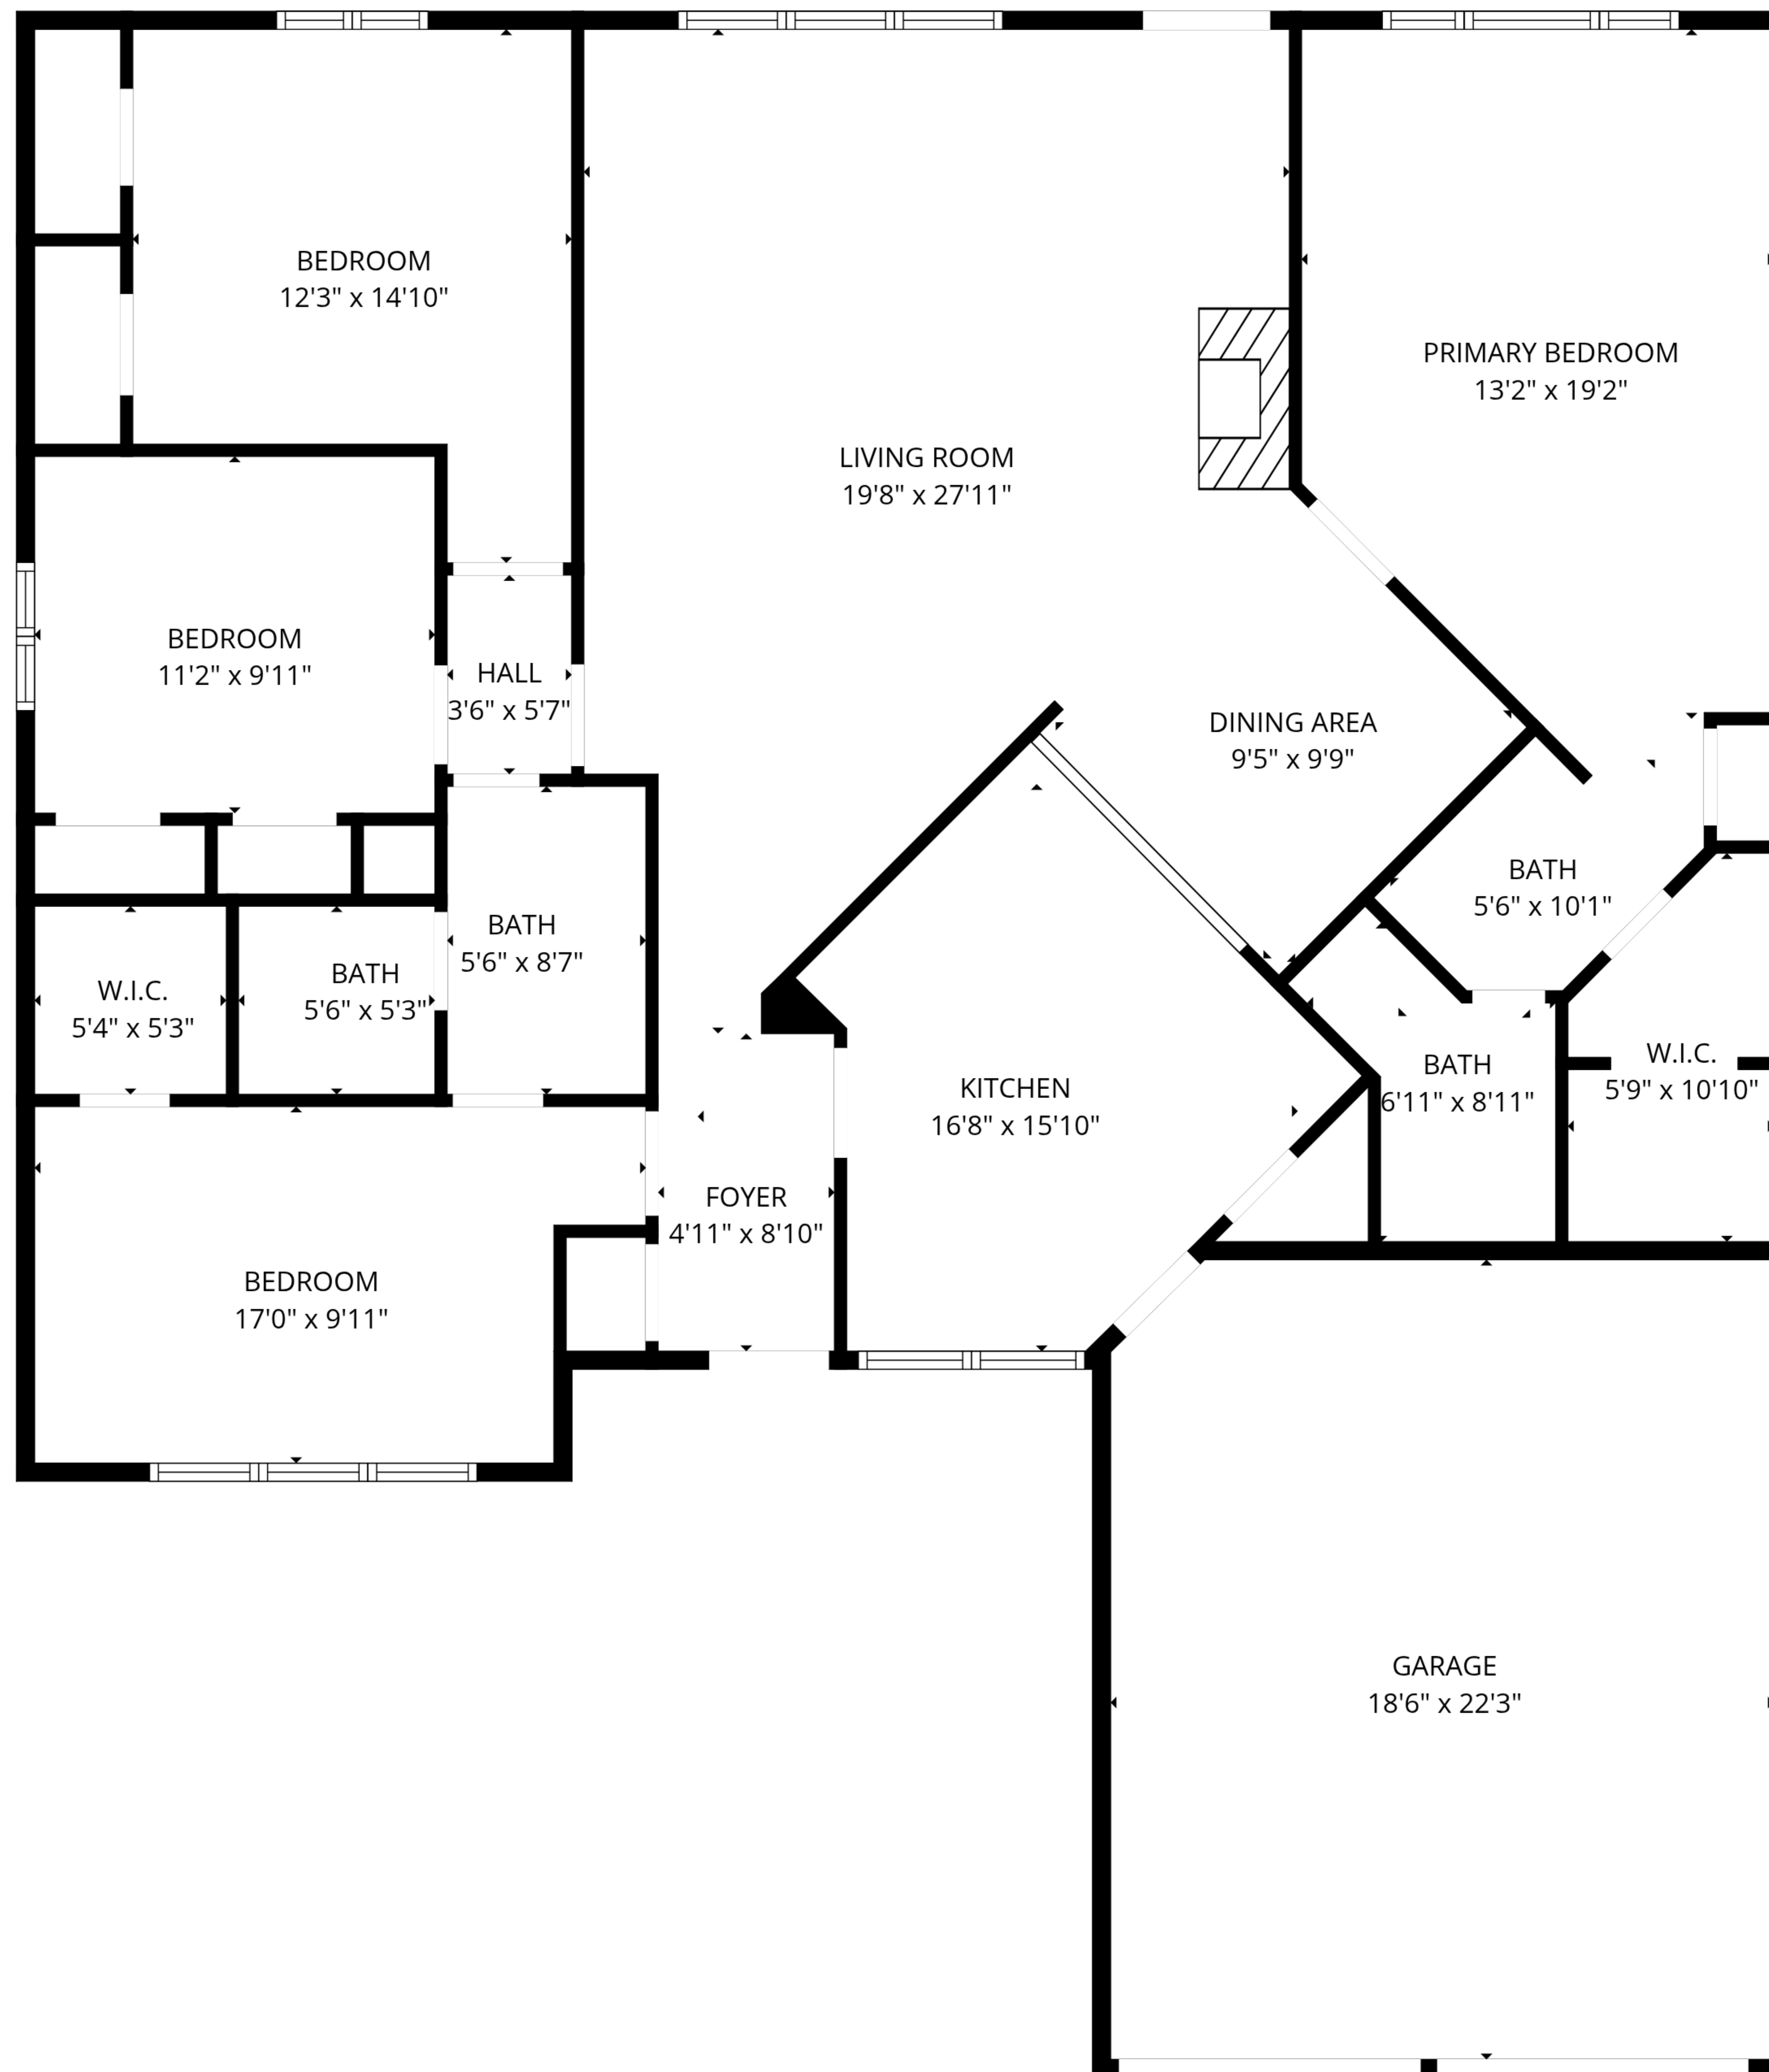 BEDROOM
12'3" x 14'10"
PRIMARY BEDROOM
13'2" x 19'2"
LIVING ROOM
19'8" x 27'11"
BEDROOM
11'2" x 9'11"
HALL
3'6" x 5'7"
DINING AREA
9'5" x 9'9"
BATH
5'6" x 10'1"
BATH
5'6" x 8'7"
BATH
5'6" x 5'3"
W.I.C.
5'4" x 5'3"
W.I.C.
5'9" x 10'10"
BATH
6'11" x 8'11"
KITCHEN
16'8" x 15'10"
FOYER
4'11" x 8'10"
BEDROOM
17'0" x 9'11"
GARAGE
18'6" x 22'3"